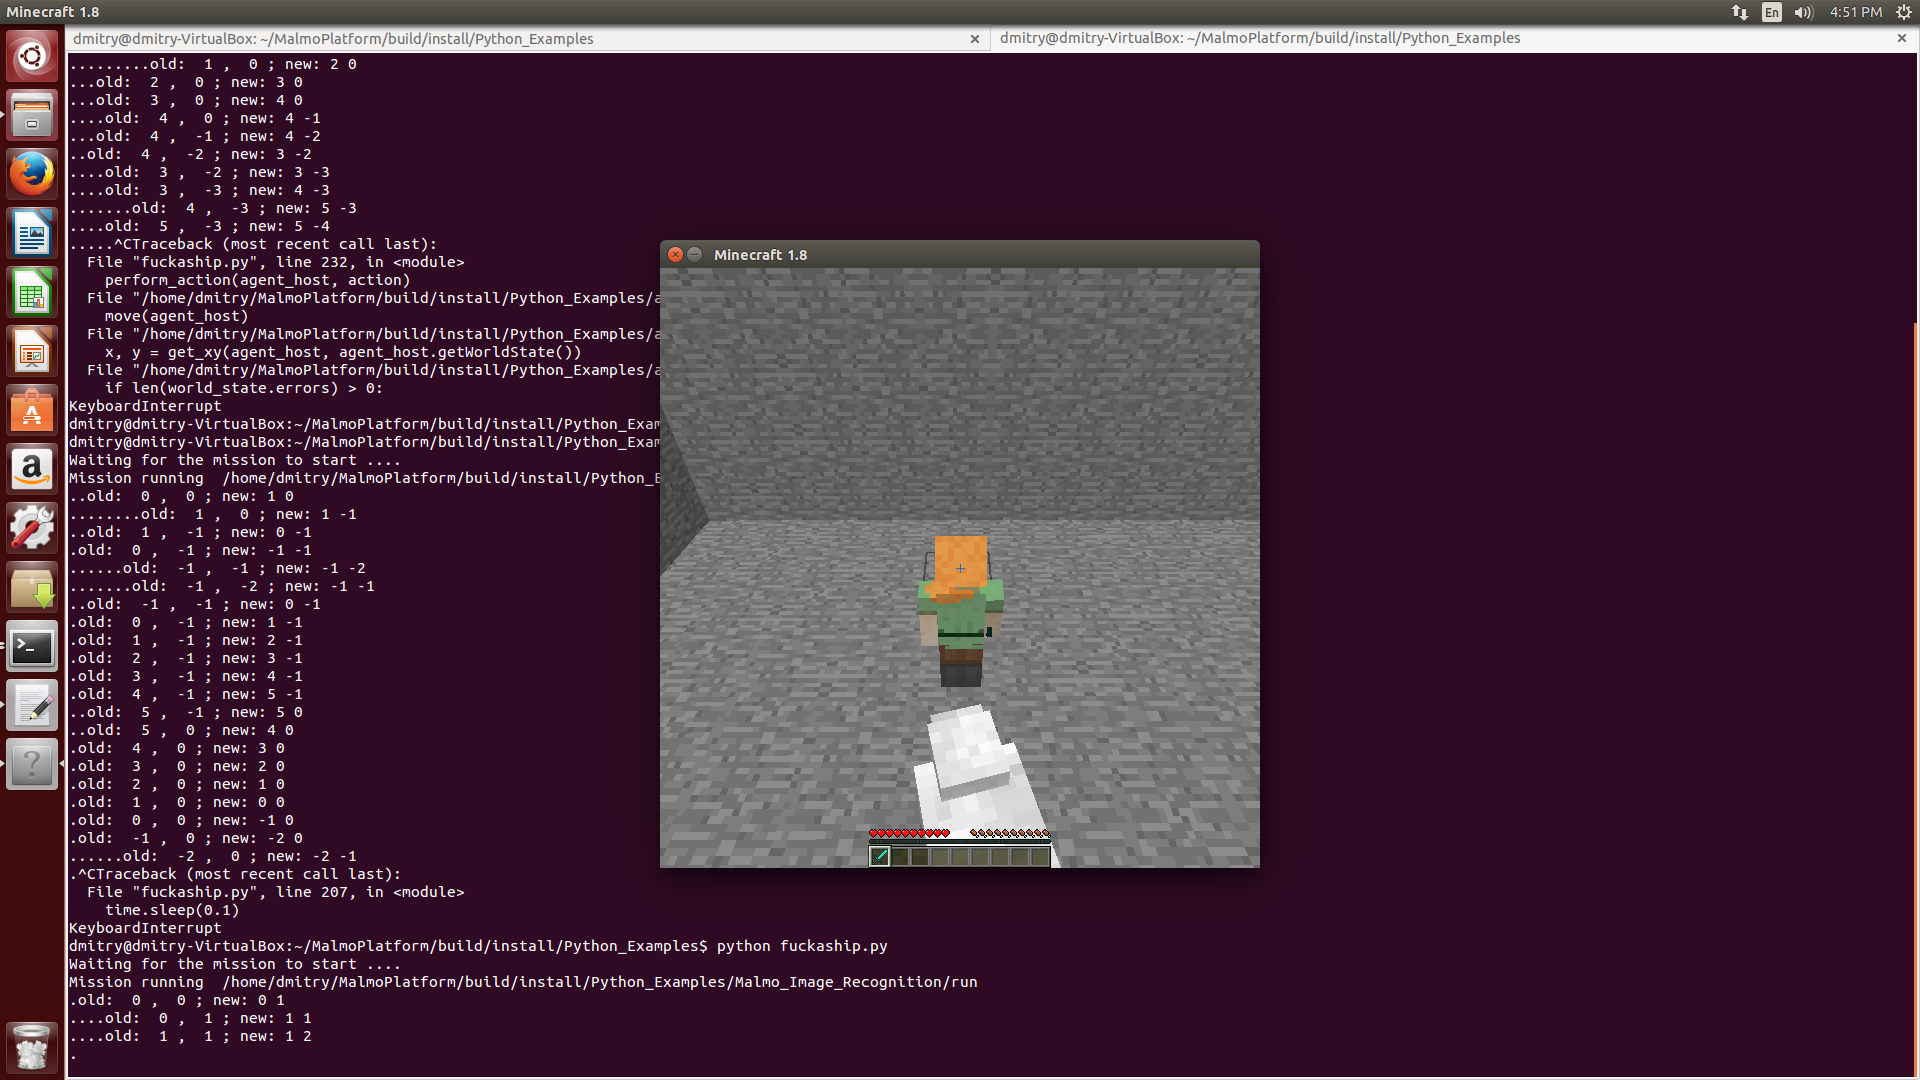 Minecraft 1.8
En
4:51 PM
dmitry@dmitry-VirtualBox: ~/MalmoPlatform/build/install/Python_Examples
dmitry@dmitry-VirtualBox: ~/MalmoPlatform/build/install/Python_Examples
.........old:  1 ,  0 ; new: 2 0
...old:  2 ,  0 ; new: 3 0
...old:  3 ,  0 ; new: 4 0
....old:  4 ,  0 ; new: 4 -1
...old:  4 ,  -1 ; new: 4 -2
..old:  4 ,  -2 ; new: 3 -2
....old:  3 ,  -2 ; new: 3 -3
....old:  3 ,  -3 ; new: 4 -3
.......old:  4 ,  -3 ; new: 5 -3
....old:  5 ,  -3 ; new: 5 -4
.....^CTraceback (most recent call last):
  File "fuckaship.py", line 232, in <module>
    perform_action(agent_host, action)
  File "/home/dmitry/MalmoPlatform/build/install/Python_Examples/a
    move(agent_host)
  File "/home/dmitry/MalmoPlatform/build/install/Python_Examples/a
    x, y = get_xy(agent_host, agent_host.getWorldState())
  File "/home/dmitry/MalmoPlatform/build/install/Python_Examples/a
    if len(world_state.errors) > 0:
KeyboardInterrupt
dmitry@dmitry-VirtualBox:~/MalmoPlatform/build/install/Python_Exam
dmitry@dmitry-VirtualBox:~/MalmoPlatform/build/install/Python_Exam
Waiting for the mission to start ....
Mission running  /home/dmitry/MalmoPlatform/build/install/Python_E
..old:  0 ,  0 ; new: 1 0
........old:  1 ,  0 ; new: 1 -1
..old:  1 ,  -1 ; new: 0 -1
.old:  0 ,  -1 ; new: -1 -1
......old:  -1 ,  -1 ; new: -1 -2
.......old:  -1 ,  -2 ; new: -1 -1
..old:  -1 ,  -1 ; new: 0 -1
.old:  0 ,  -1 ; new: 1 -1
.old:  1 ,  -1 ; new: 2 -1
.old:  2 ,  -1 ; new: 3 -1
.old:  3 ,  -1 ; new: 4 -1
.old:  4 ,  -1 ; new: 5 -1
..old:  5 ,  -1 ; new: 5 0
..old:  5 ,  0 ; new: 4 0
.old:  4 ,  0 ; new: 3 0
.old:  3 ,  0 ; new: 2 0
.old:  2 ,  0 ; new: 1 0
.old:  1 ,  0 ; new: 0 0
.old:  0 ,  0 ; new: -1 0
.old:  -1 ,  0 ; new: -2 0
......old:  -2 ,  0 ; new: -2 -1
.^CTraceback (most recent call last):
  File "fuckaship.py", line 207, in <module>
    time.sleep(0.1)
KeyboardInterrupt
dmitry@dmitry-VirtualBox:~/MalmoPlatform/build/install/Python_Examples$ python fuckaship.py
Waiting for the mission to start ....
Mission running  /home/dmitry/MalmoPlatform/build/install/Python_Examples/Malmo_Image_Recognition/run
.old:  0 ,  0 ; new: 0 1
....old:  0 ,  1 ; new: 1 1
....old:  1 ,  1 ; new: 1 2
.
Minecraft 1.8